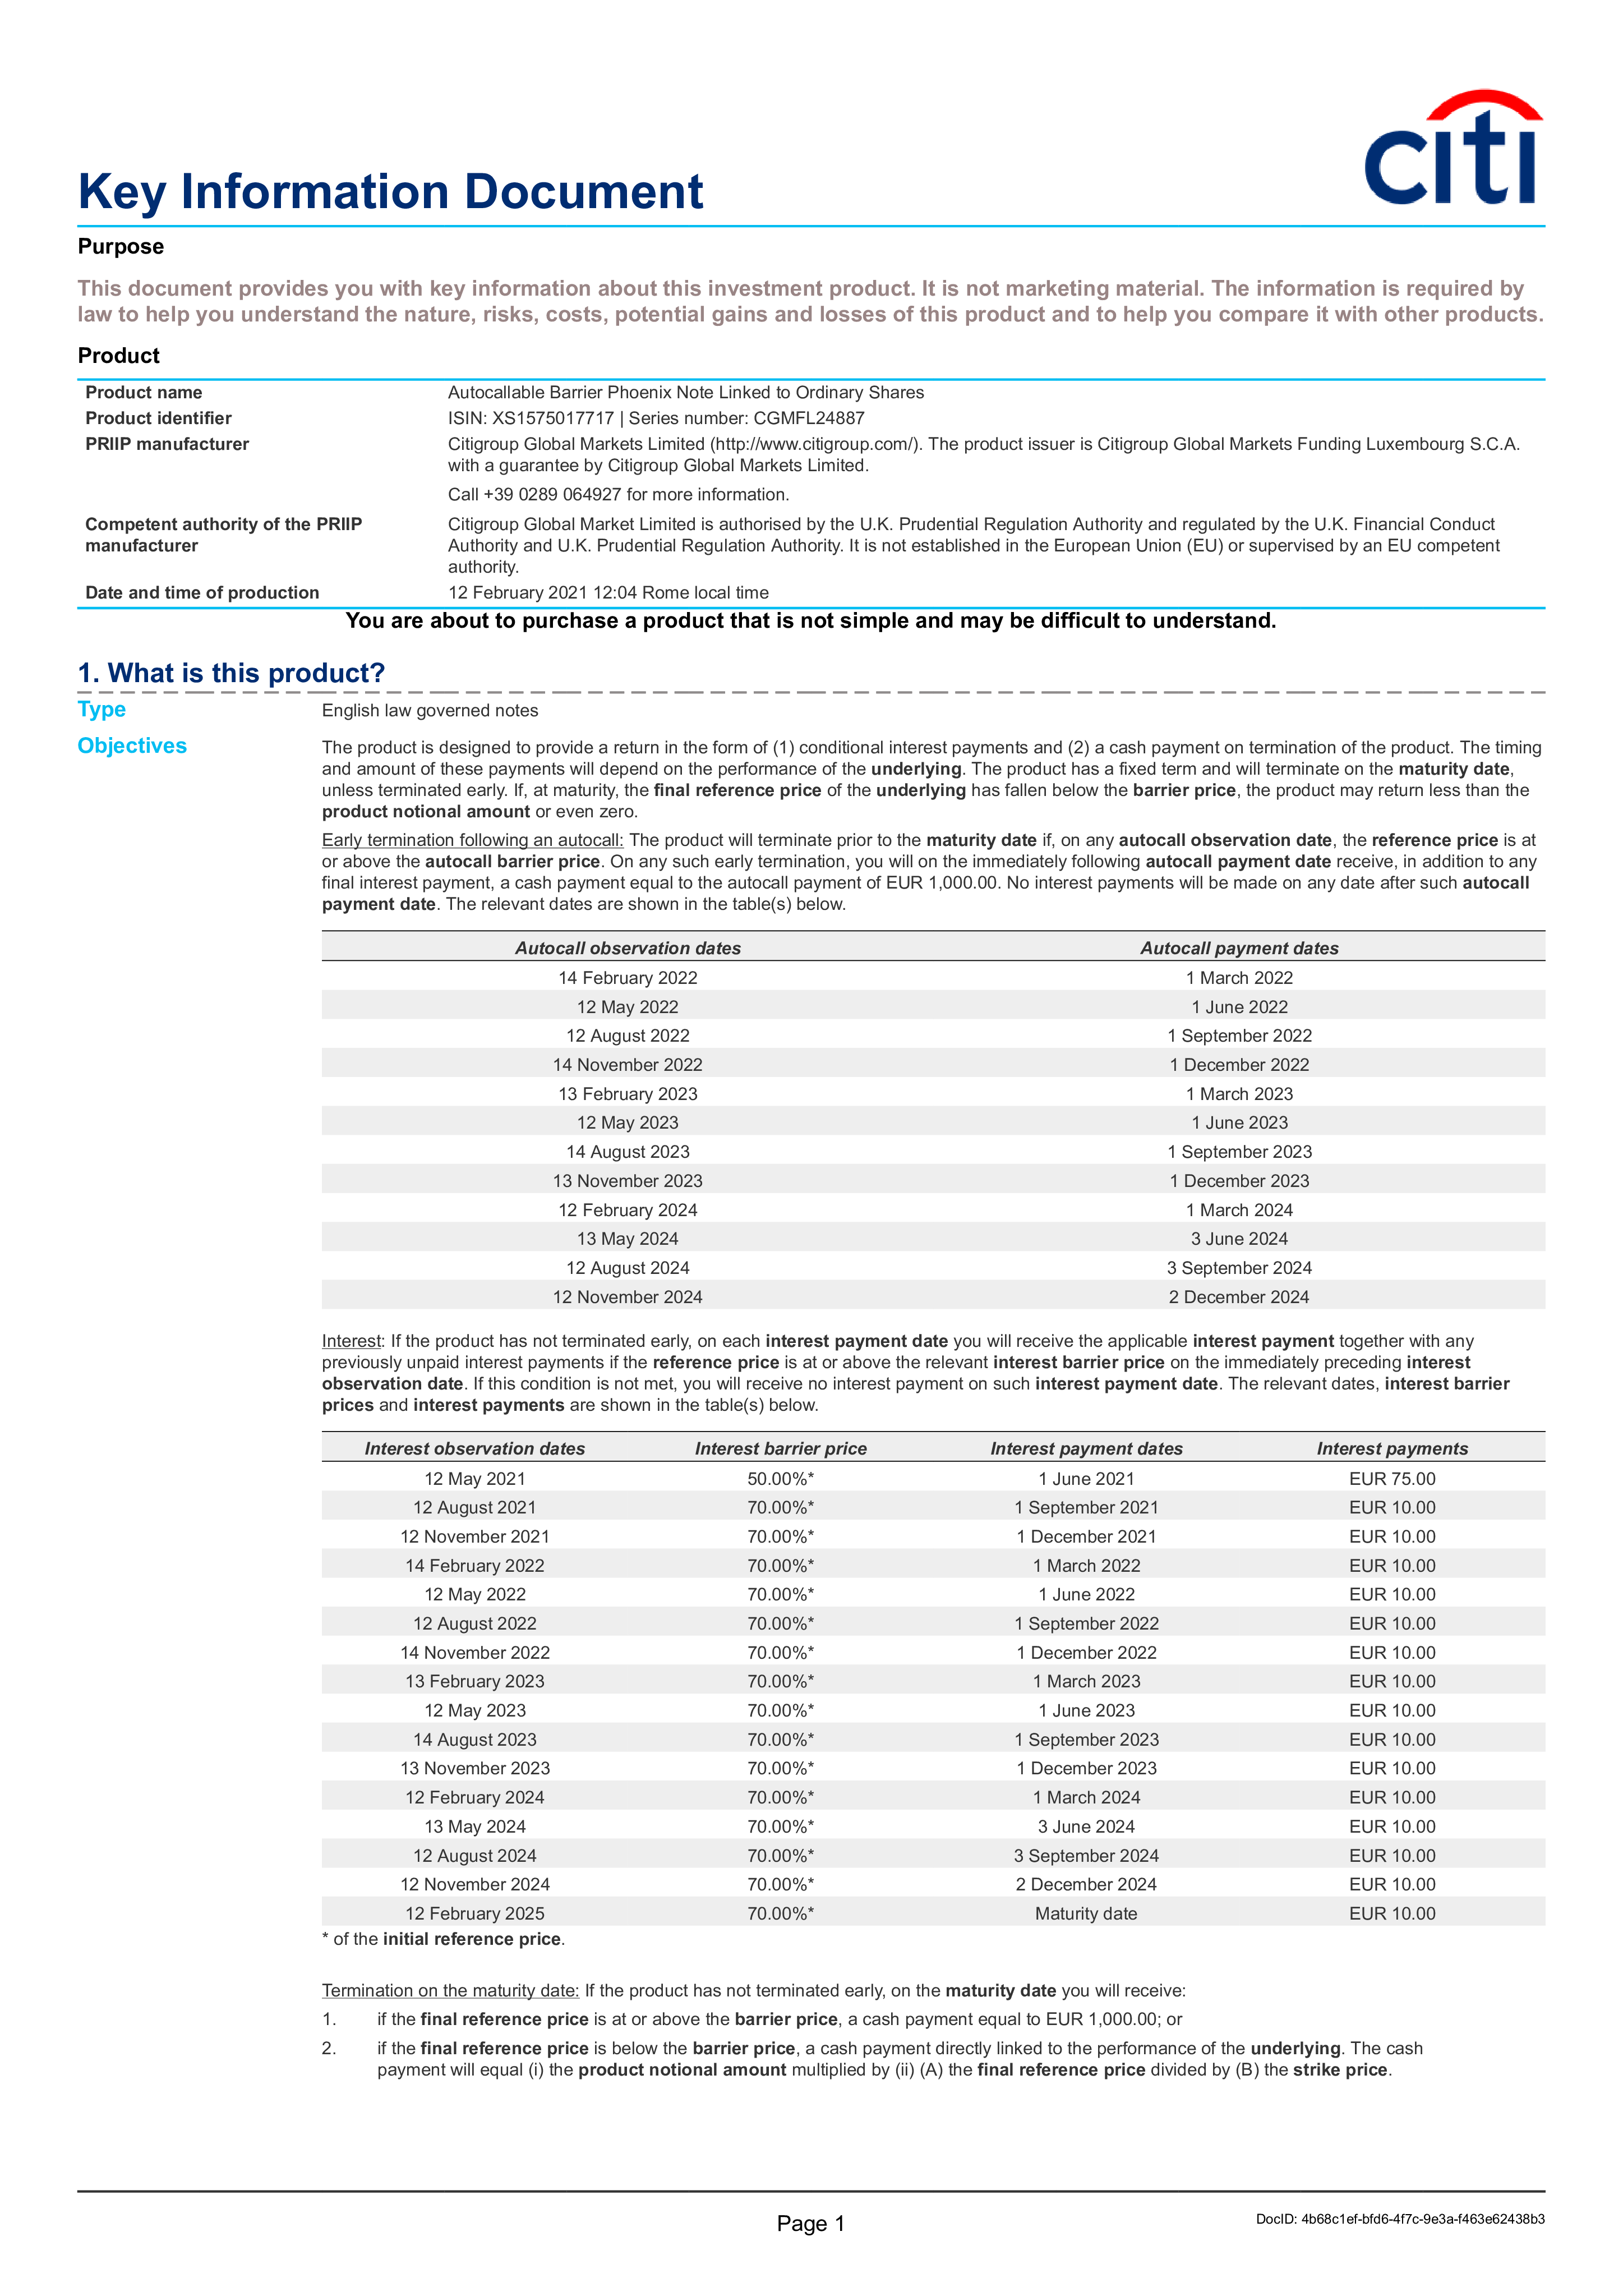 citi
Key Information Document
Purpose
This document provides you with key information about this investment product. It is not marketing material. The information is required by
law to help you understand the nature, risks, costs, potential gains and losses of this product and to help you compare it with other products.
Product
Product name Autocallable Barrier Phoenix Note Linked to Ordinary Shares
Product identifier ISIN: XS1575017717 | Series number: CGMFL24887
PRIIP manufacturer Citigroup Global Markets Limited (http://www.citigroup.com/). The product issuer is Citigroup Global Markets Funding Luxembourg S.C.A.
with a guarantee by Citigroup Global Markets Limited.
Call +39 0289 064927 for more information.
Competent authority of the PRIIP Citigroup Global Market Limited is authorised by the U.K. Prudential Regulation Authority and regulated by the U.K. Financial Conduct
manufacturer Authority and U.K. Prudential Regulation Authority. It is not established in the European Union (EU) or supervised by an EU competent
authority.
Date and time of production 12 February 2021 12:04 Rome local time
You are about to purchase a product that is not simple and may be difficult to understand.
1. What is this product?
Type English law governed notes
Objectives The product is designed to provide a return in the form of (1) conditional interest payments and (2) a cash payment on termination of the product. The timing
and amount of these payments will depend on the performance of the underlying. The product has a fixed term and will terminate on the maturity date,
unless terminated early. If, at maturity, the final reference price of the underlying has fallen below the barrier price, the product may return less than the
product notional amount or even zero.
Early termination following an autocall: The product will terminate prior to the maturity date if, on any autocall observation date, the reference price is at
or above the autocall barrier price. On any such early termination, you will on the immediately following autocall payment date receive, in addition to any
final interest payment, a cash payment equal to the autocall payment of EUR 1,000.00. No interest payments will be made on any date after such autocall
payment date. The relevant dates are shown in the table(s) below.
Autocall observation dates Autocall payment dates
14 February 2022 1 March 2022
12 May 2022 1 June 2022
12 August 2022 1 September 2022
14 November 2022 1 December 2022
13 February 2023 1 March 2023
12 May 2023 1 June 2023
14 August 2023 1 September 2023
13 November 2023 1 December 2023
12 February 2024 1 March 2024
13 May 2024 3 June 2024
12 August 2024 3 September 2024
12 November 2024 2 December 2024
Interest: If the product has not terminated early, on each interest payment date you will receive the applicable interest payment together with any
previously unpaid interest payments if the reference price is at or above the relevant interest barrier price on the immediately preceding interest
observation date. If this condition is not met, you will receive no interest payment on such interest payment date. The relevant dates, interest barrier
prices and interest payments are shown in the table(s) below.
Interest observation dates Interest barrier price Interest payment dates Interest payments
12 May 2021 50.00%* 1 June 2021 EUR 75.00
12 August 2021 70.00%* 1 September 2021 EUR 10.00
12 November 2021 70.00%* 1 December 2021 EUR 10.00
14 February 2022 70.00%* 1 March 2022 EUR 10.00
12 May 2022 70.00%* 1 June 2022 EUR 10.00
12 August 2022 70.00%* 1 September 2022 EUR 10.00
14 November 2022 70.00%* 1 December 2022 EUR 10.00
13 February 2023 70.00%* 1 March 2023 EUR 10.00
12 May 2023 70.00%* 1 June 2023 EUR 10.00
14 August 2023 70.00%* 1 September 2023 EUR 10.00
13 November 2023 70.00%* 1 December 2023 EUR 10.00
12 February 2024 70.00%* 1 March 2024 EUR 10.00
13 May 2024 70.00%* 3 June 2024 EUR 10.00
12 August 2024 70.00%* 3 September 2024 EUR 10.00
12 November 2024 70.00%* 2 December 2024 EUR 10.00
12 February 2025 70.00%* Maturity date EUR 10.00
* of the initial reference price.
Termination on the maturity date: If the product has not terminated early, on the maturity date you will receive:
1. if the final reference price is at or above the barrier price, a cash payment equal to EUR 1,000.00; or
2. if the final reference price is below the barrier price, a cash payment directly linked to the performance of the underlying. The cash
payment will equal (i) the product notional amount multiplied by (ii) (A) the final reference price divided by (B) the strike price.
Page 1
DocID: 4b68c1ef-bfd6-4f7c-9e3a-f463e62438b3